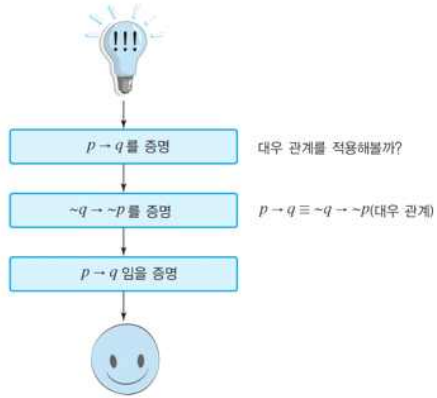 !!!
p → q 를 증명
대우 관계를 적용해볼까?
~q → ~p 를 증명
p → q ≡ ~q → ~p(대우 관계)
p → q 임을 증명